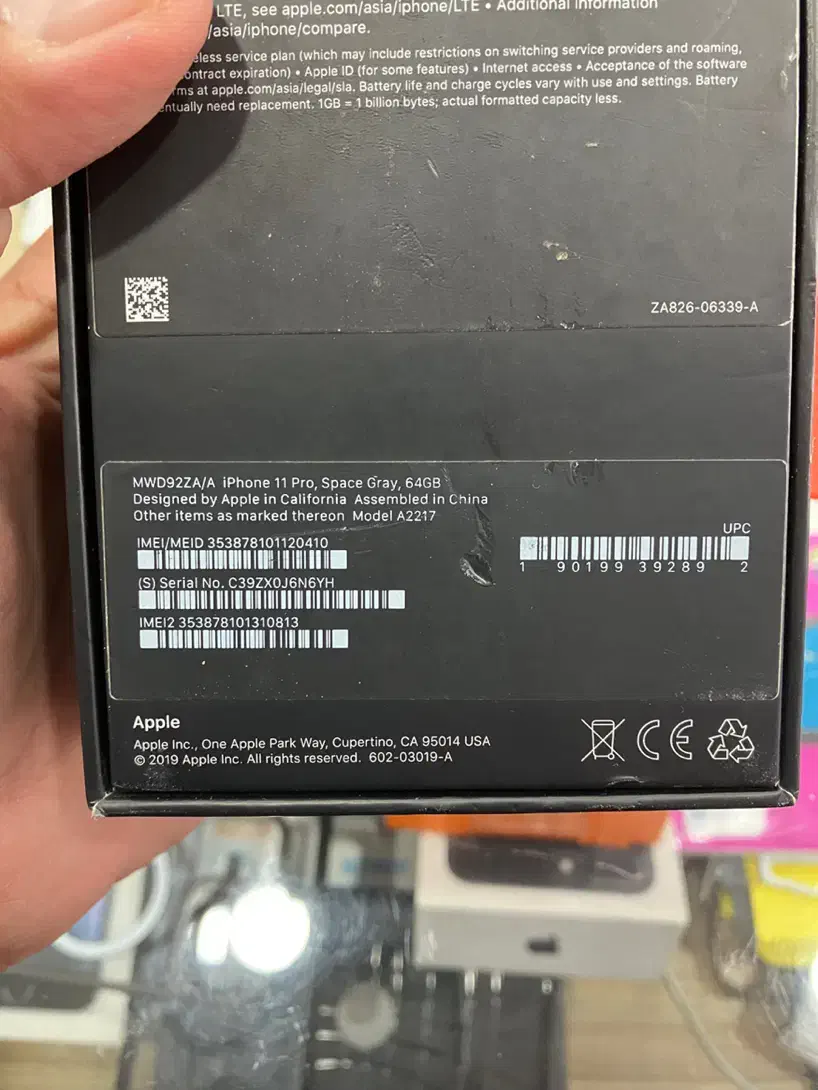 LTE, see apple.com/asia/iphone/LTE • Additional information
/asia/iphone/compare.
eless service plan (which may include restrictions on switching service providers and roaming,
ontract expiration) • Apple ID (for some features) • Internet access • Acceptance of the software
rms at apple.com/asia/legal/sla. Battery life and charge cycles vary with use and settings. Battery
entually need replacement. 1GB = 1 billion bytes; actual formatted capacity less.
ZA826-06339-A
MWD92ZA/A iPhone 11 Pro, Space Gray, 64GB
Designed by Apple in California Assembled in China
Other items as marked thereon Model A2217
IMEI/MEID 353878101120410
(S) Serial No. C39ZX0J6N6YH
IMEI2 353878101310813
UPC
1 90199 39289 2
Apple
Apple Inc., One Apple Park Way, Cupertino, CA 95014 USA
© 2019 Apple Inc. All rights reserved. 602-03019-A
CE